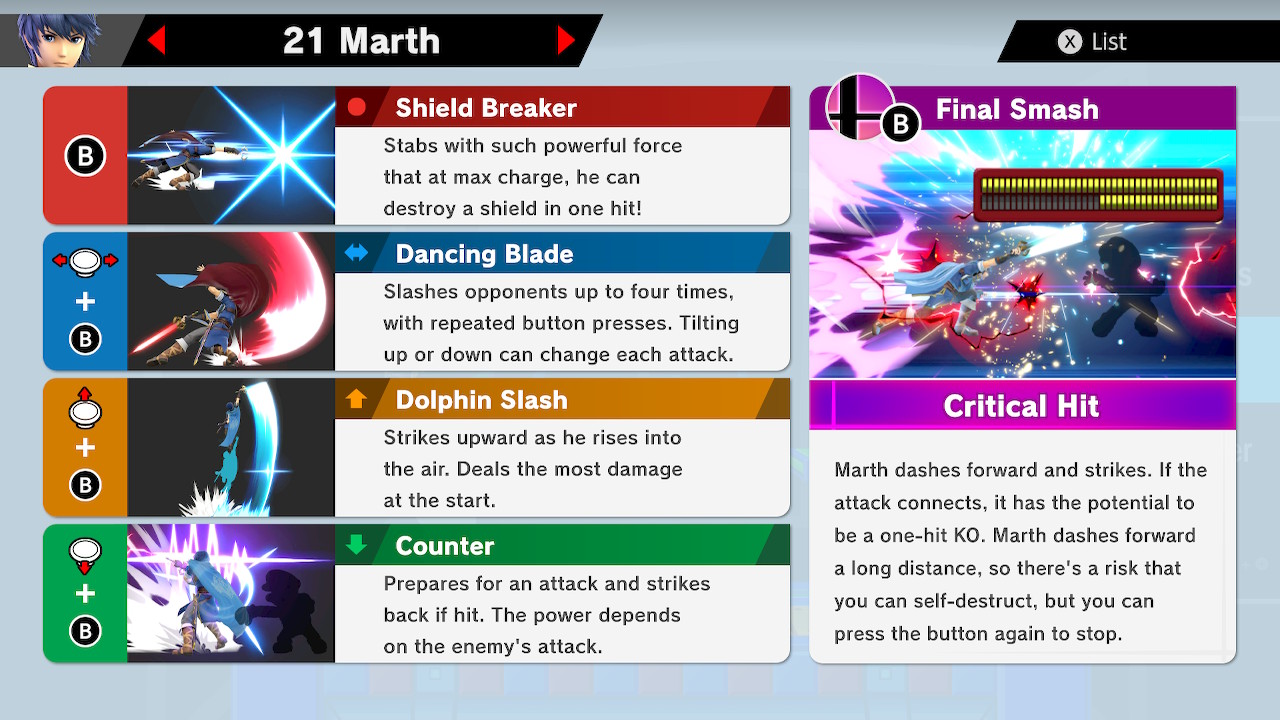 21 Marth
X List
B
Shield Breaker
Stabs with such powerful force
that at max charge, he can
destroy a shield in one hit!
+
B
Dancing Blade
Slashes opponents up to four times,
with repeated button presses. Tilting
up or down can change each attack.
+
B
Dolphin Slash
Strikes upward as he rises into
the air. Deals the most damage
at the start.
+
B
Counter
Prepares for an attack and strikes
back if hit. The power depends
on the enemy's attack.
B
Final Smash
Critical Hit
Marth dashes forward and strikes. If the
attack connects, it has the potential to
be a one-hit KO. Marth dashes forward
a long distance, so there's a risk that
you can self-destruct, but you can
press the button again to stop.